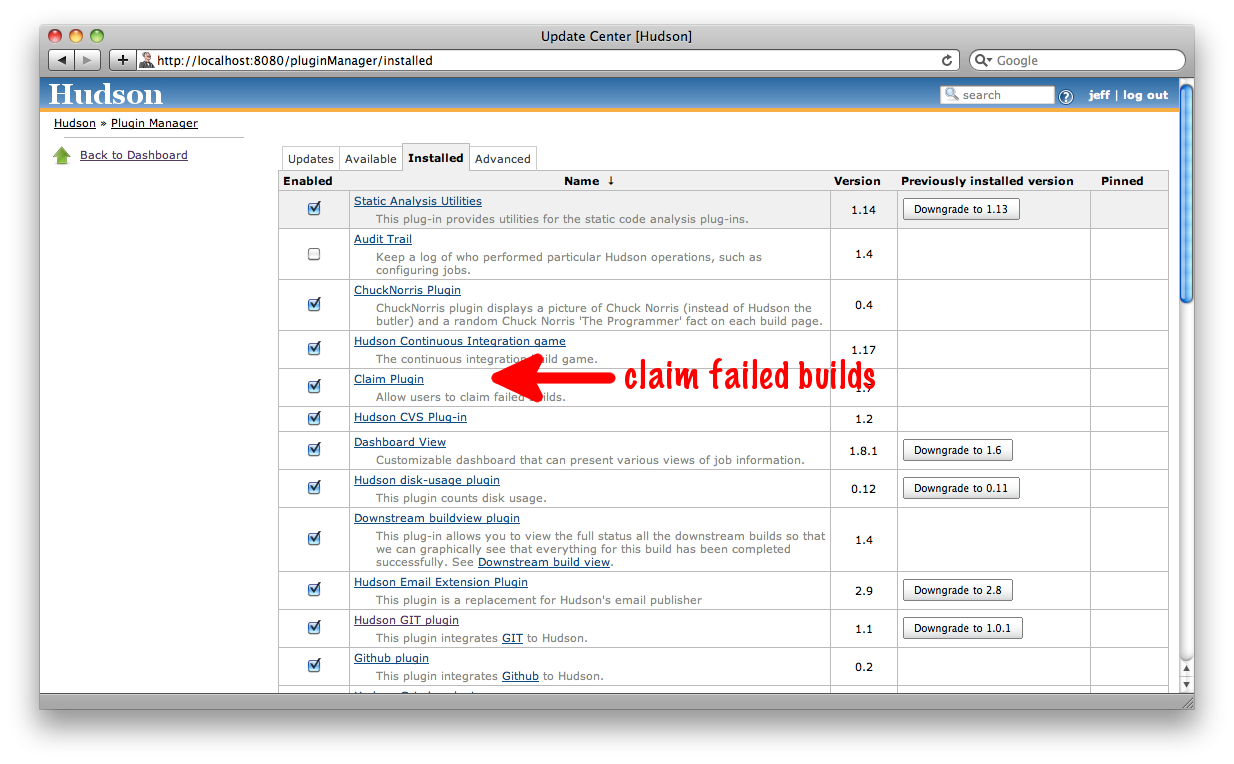 Update Center [Hudson]
http://localhost:8080/pluginManager/installed
Google
Hudson
search
?
jeff | log out
Hudson » Plugin Manager
Back to Dashboard
Updates Available Installed Advanced
Enabled Name ↓ Version Previously installed version Pinned
Static Analysis Utilities
This plug-in provides utilities for the static code analysis plug-ins.
1.14
Downgrade to 1.13
Audit Trail
Keep a log of who performed particular Hudson operations, such as
configuring jobs.
1.4
ChuckNorris Plugin
ChuckNorris plugin displays a picture of Chuck Norris (instead of Hudson the
butler) and a random Chuck Norris 'The Programmer' fact on each build page.
0.4
Hudson Continuous Integration game
The continuous integration build game.
1.17
claim failed builds
Claim Plugin
Allow users to claim failed builds.
Hudson CVS Plug-in
1.2
Dashboard View
Customizable dashboard that can present various views of job information.
1.8.1
Downgrade to 1.6
Hudson disk-usage plugin
This plugin counts disk usage.
0.12
Downgrade to 0.11
Downstream buildview plugin
This plug-in allows you to view the full status all the downstream builds so that
we can graphically see that everything for this build has been completed
successfully. See Downstream build view.
1.4
Hudson Email Extension Plugin
This plugin is a replacement for Hudson's email publisher
2.9
Downgrade to 2.8
Hudson GIT plugin
This plugin integrates GIT to Hudson.
1.1
Downgrade to 1.0.1
Github plugin
This plugin integrates Github to Hudson.
0.2